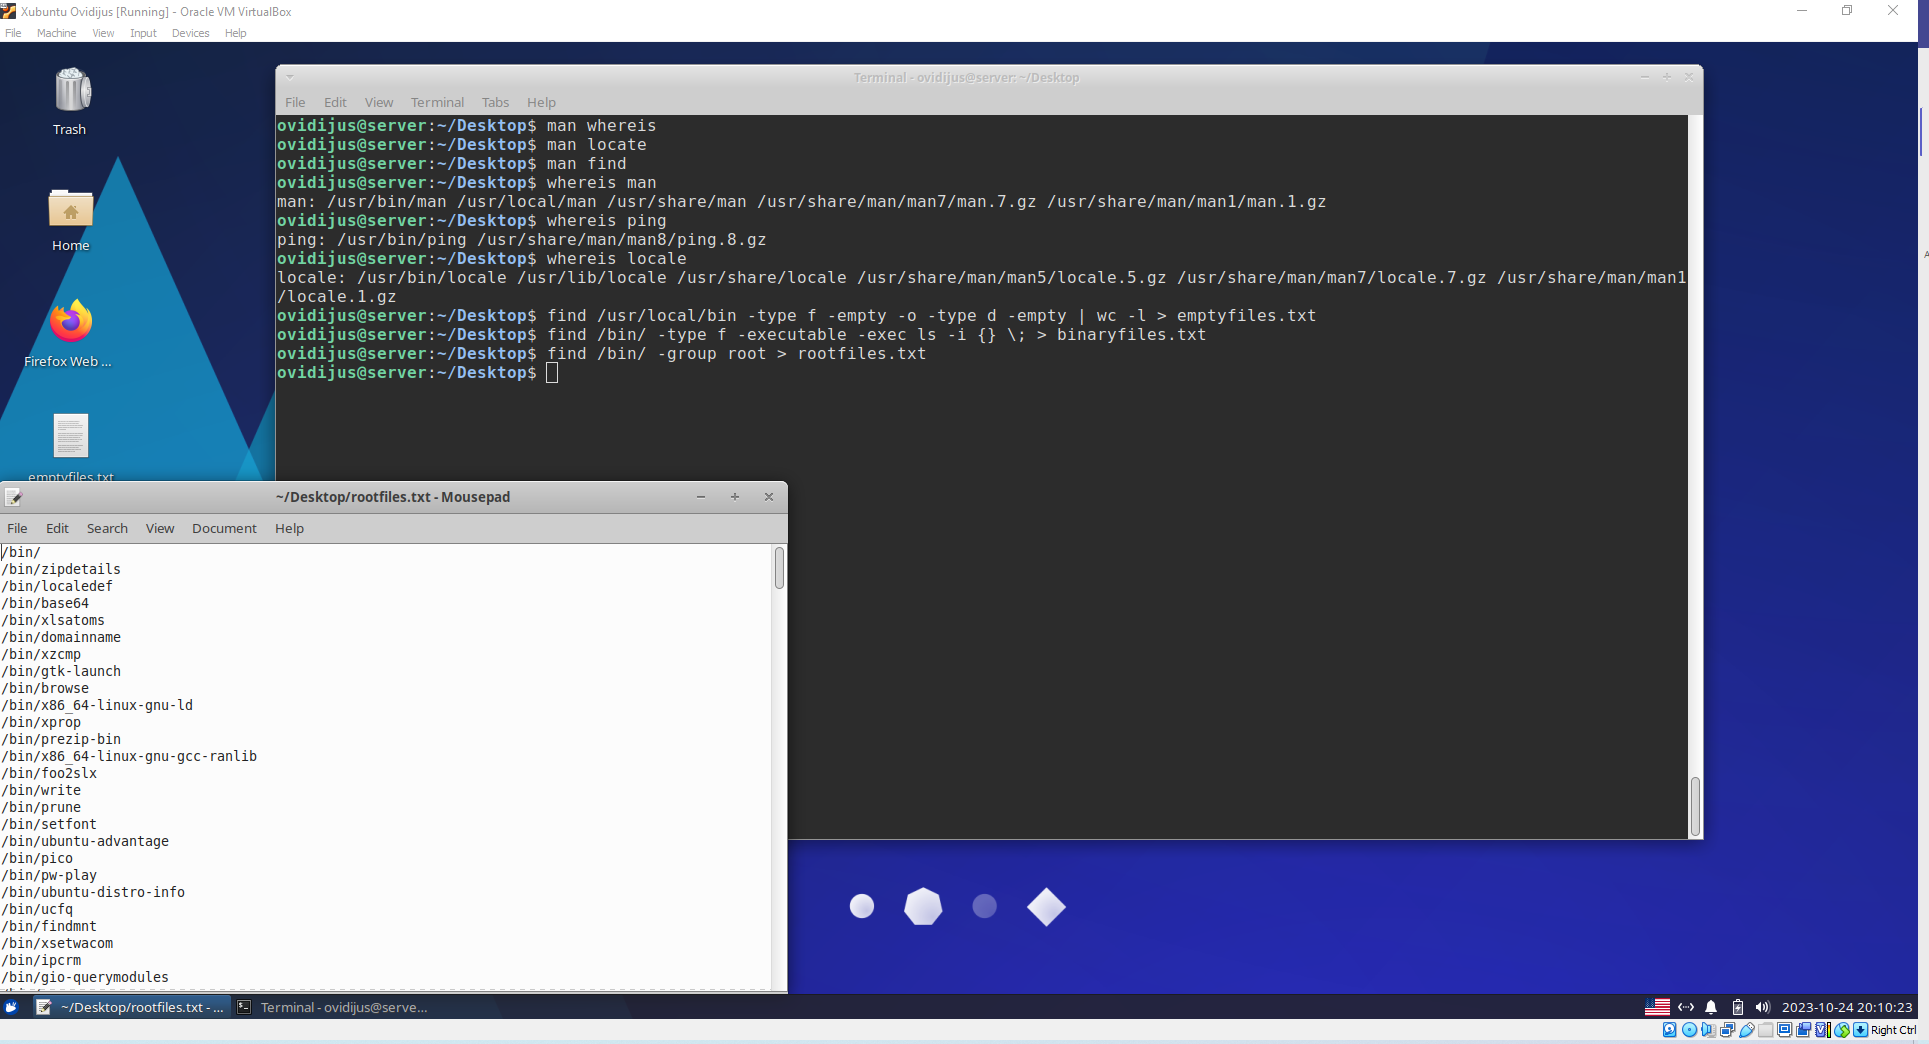 Xubuntu Ovidijus [Running] - Oracle VM VirtualBox
File Machine View Input Devices Help
Trash
Home
Firefox Web ...
emptyfiles.txt
Terminal - ovidijus@server: ~/Desktop
File Edit View Terminal Tabs Help
ovidijus@server:~/Desktop$ man whereis
ovidijus@server:~/Desktop$ man locate
ovidijus@server:~/Desktop$ man find
ovidijus@server:~/Desktop$ whereis man
man: /usr/bin/man /usr/local/man /usr/share/man /usr/share/man/man7/man.7.gz /usr/share/man/man1/man.1.gz
ovidijus@server:~/Desktop$ whereis ping
ping: /usr/bin/ping /usr/share/man/man8/ping.8.gz
ovidijus@server:~/Desktop$ whereis locale
locale: /usr/bin/locale /usr/lib/locale /usr/share/locale /usr/share/man/man5/locale.5.gz /usr/share/man/man7/locale.7.gz /usr/share/man/man1
/locale.1.gz
ovidijus@server:~/Desktop$ find /usr/local/bin -type f -empty -o -type d -empty | wc -l > emptyfiles.txt
ovidijus@server:~/Desktop$ find /bin/ -type f -executable -exec ls -i {} \; > binaryfiles.txt
ovidijus@server:~/Desktop$ find /bin/ -group root > rootfiles.txt
ovidijus@server:~/Desktop$
~/Desktop/rootfiles.txt - Mousepad
File Edit Search View Document Help
/bin/
/bin/zipdetails
/bin/localedef
/bin/base64
/bin/xlsatoms
/bin/domainname
/bin/xzcmp
/bin/gtk-launch
/bin/browse
/bin/x86_64-linux-gnu-ld
/bin/xprop
/bin/prezip-bin
/bin/x86_64-linux-gnu-gcc-ranlib
/bin/foo2slx
/bin/write
/bin/prune
/bin/setfont
/bin/ubuntu-advantage
/bin/pico
/bin/pw-play
/bin/ubuntu-distro-info
/bin/ucfq
/bin/findmnt
/bin/xsetwacom
/bin/ipcrm
/bin/gio-querymodules
~/Desktop/rootfiles.txt - ...
Terminal - ovidijus@serve...
2023-10-24 20:10:23
Right Ctrl